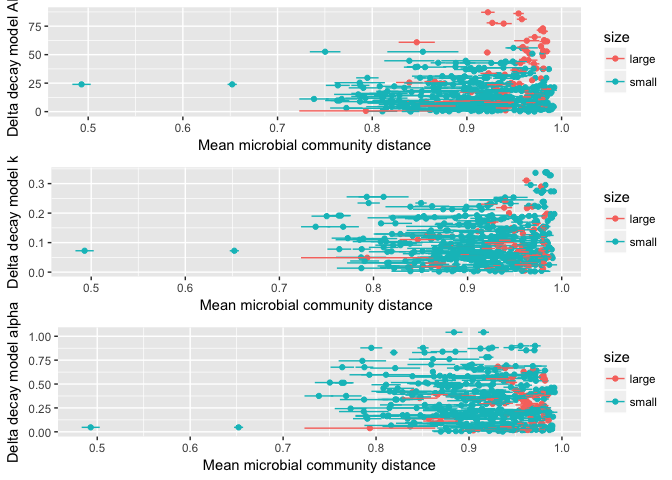 Delta decay model
75
50
25
0
0.5 0.6 0.7 0.8 0.9 1.0
Mean microbial community distance
size
large
small
Delta decay model k
0.3
0.2
0.1
0.0
0.5 0.6 0.7 0.8 0.9 1.0
Mean microbial community distance
size
large
small
Delta decay model alpha
1.00
0.75
0.50
0.25
0.00
0.5 0.6 0.7 0.8 0.9 1.0
Mean microbial community distance
size
large
small